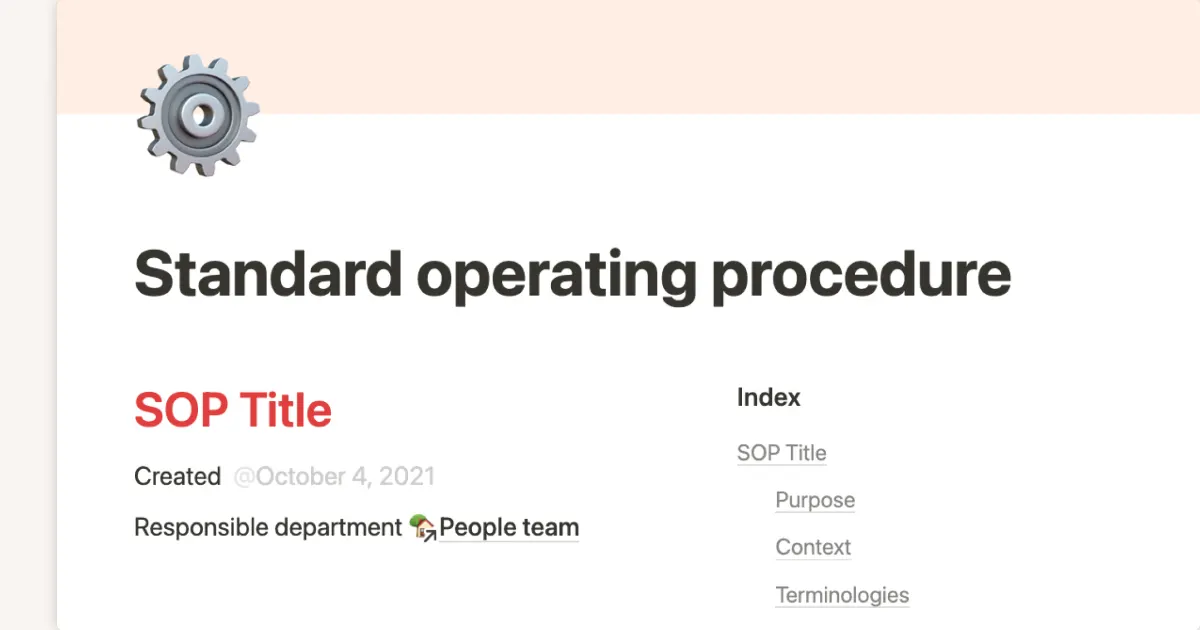 Standard operating procedure
SOP Title
Created @October 4, 2021
Responsible department People team
Index
SOP Title
Purpose
Context
Terminologies